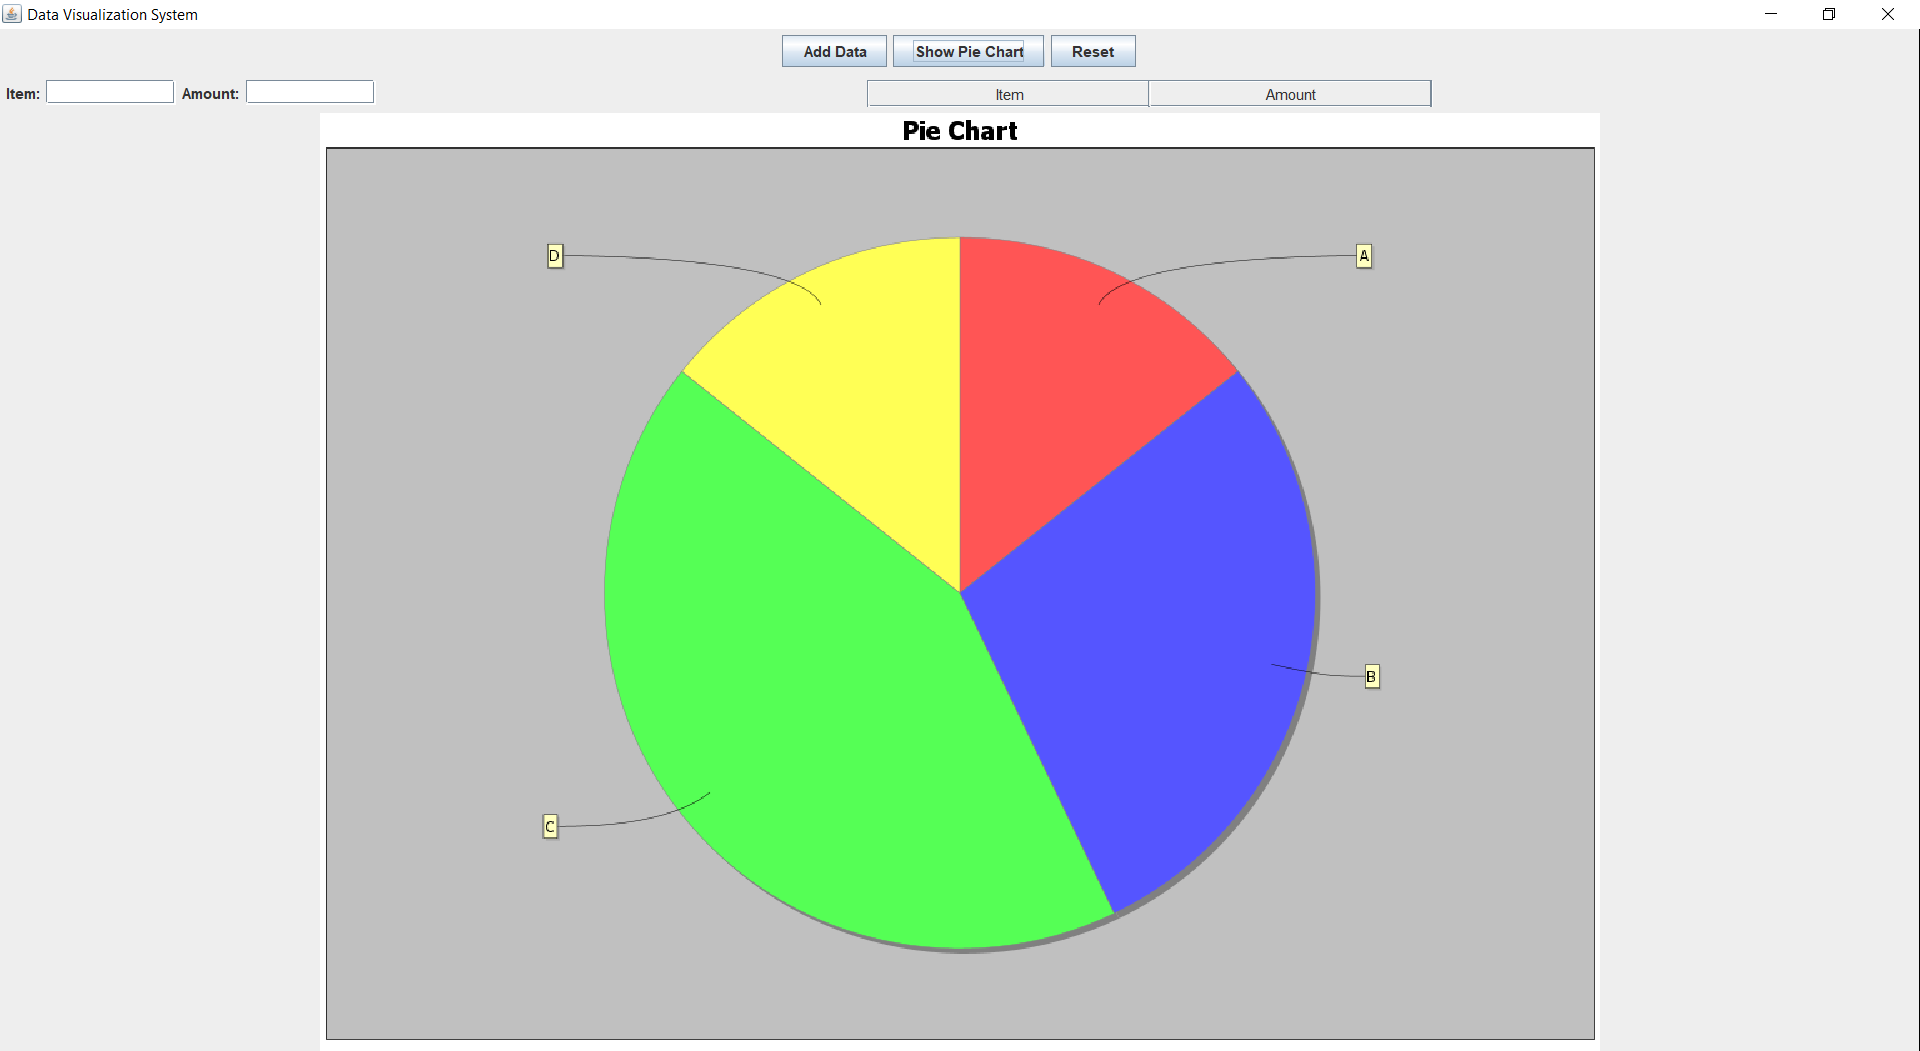 Data Visualization System
Add Data Show Pie Chart Reset
Item: Amount: Item Amount
Pie Chart
D A
B
C